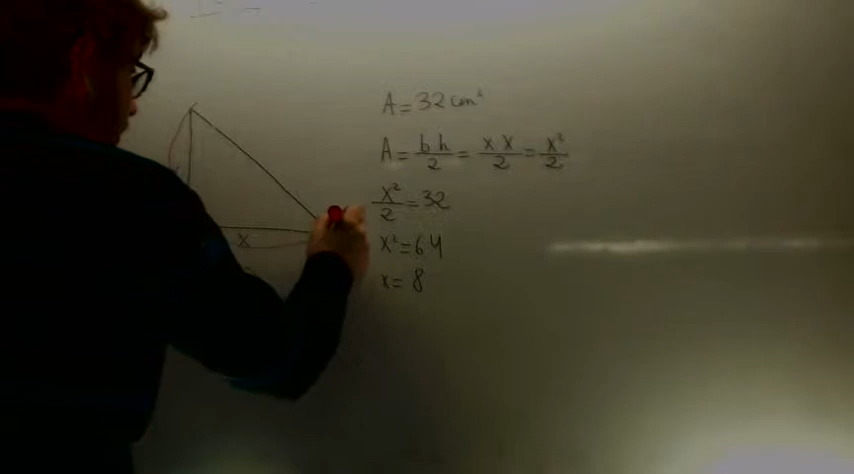 A = 32 cm²
A = b h / 2 = x x / 2 = x² / 2
x² / 2 = 32
x
x² = 64
x = 8